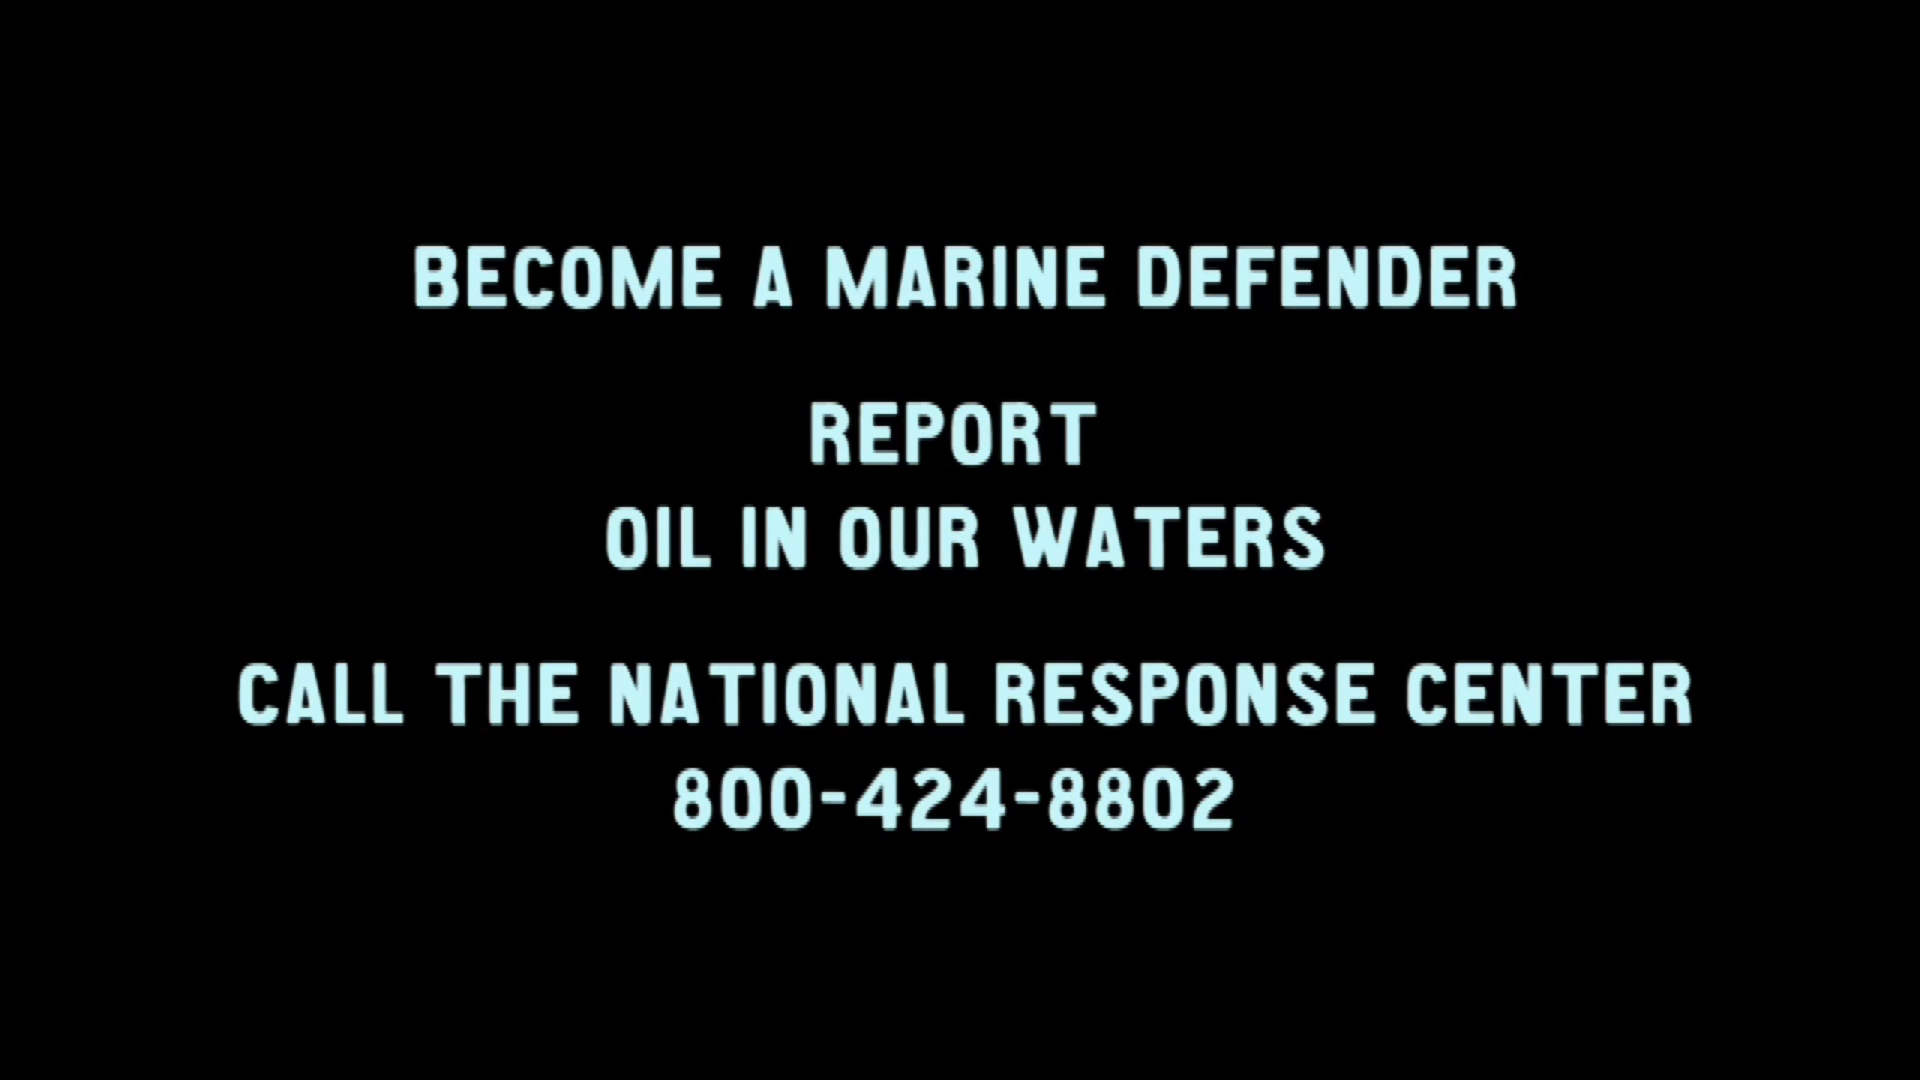 BECOME A MARINE DEFENDER
REPORT
OIL IN OUR WATERS
CALL THE NATIONAL RESPONSE CENTER
800-424-8802